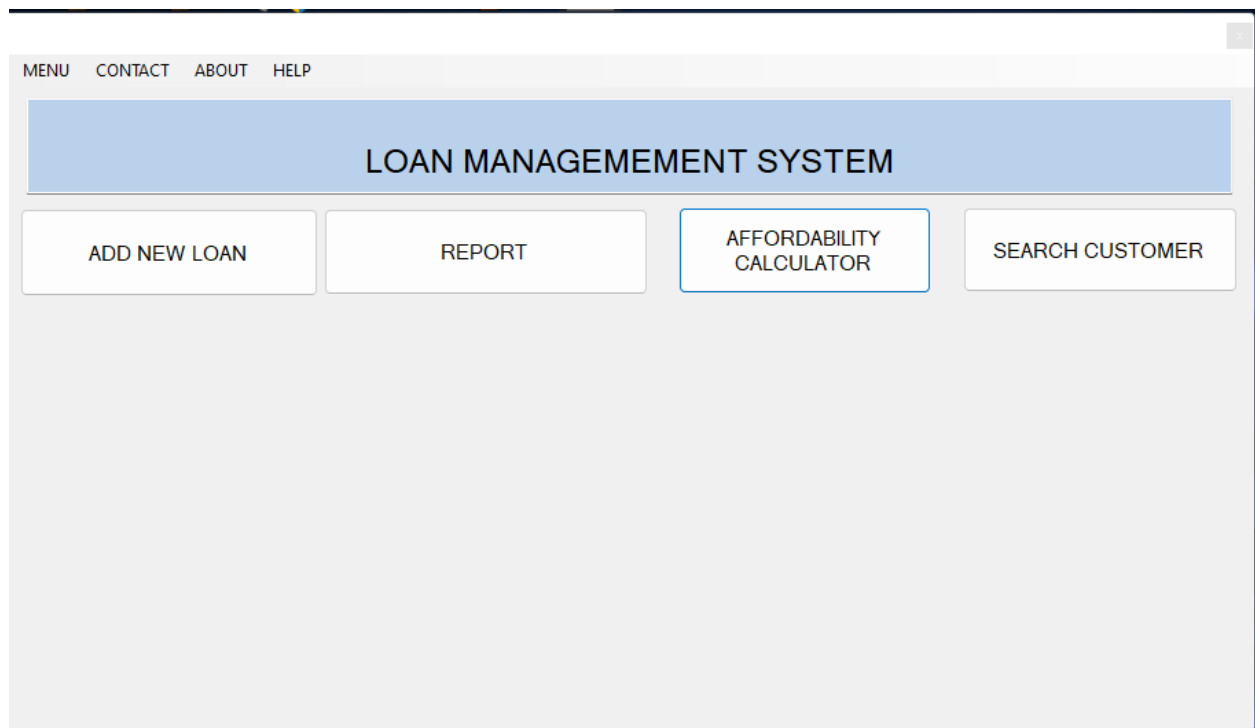 MENU CONTACT ABOUT HELP
LOAN MANAGEMEMENT SYSTEM
ADD NEW LOAN
REPORT
AFFORDABILITY
CALCULATOR
SEARCH CUSTOMER